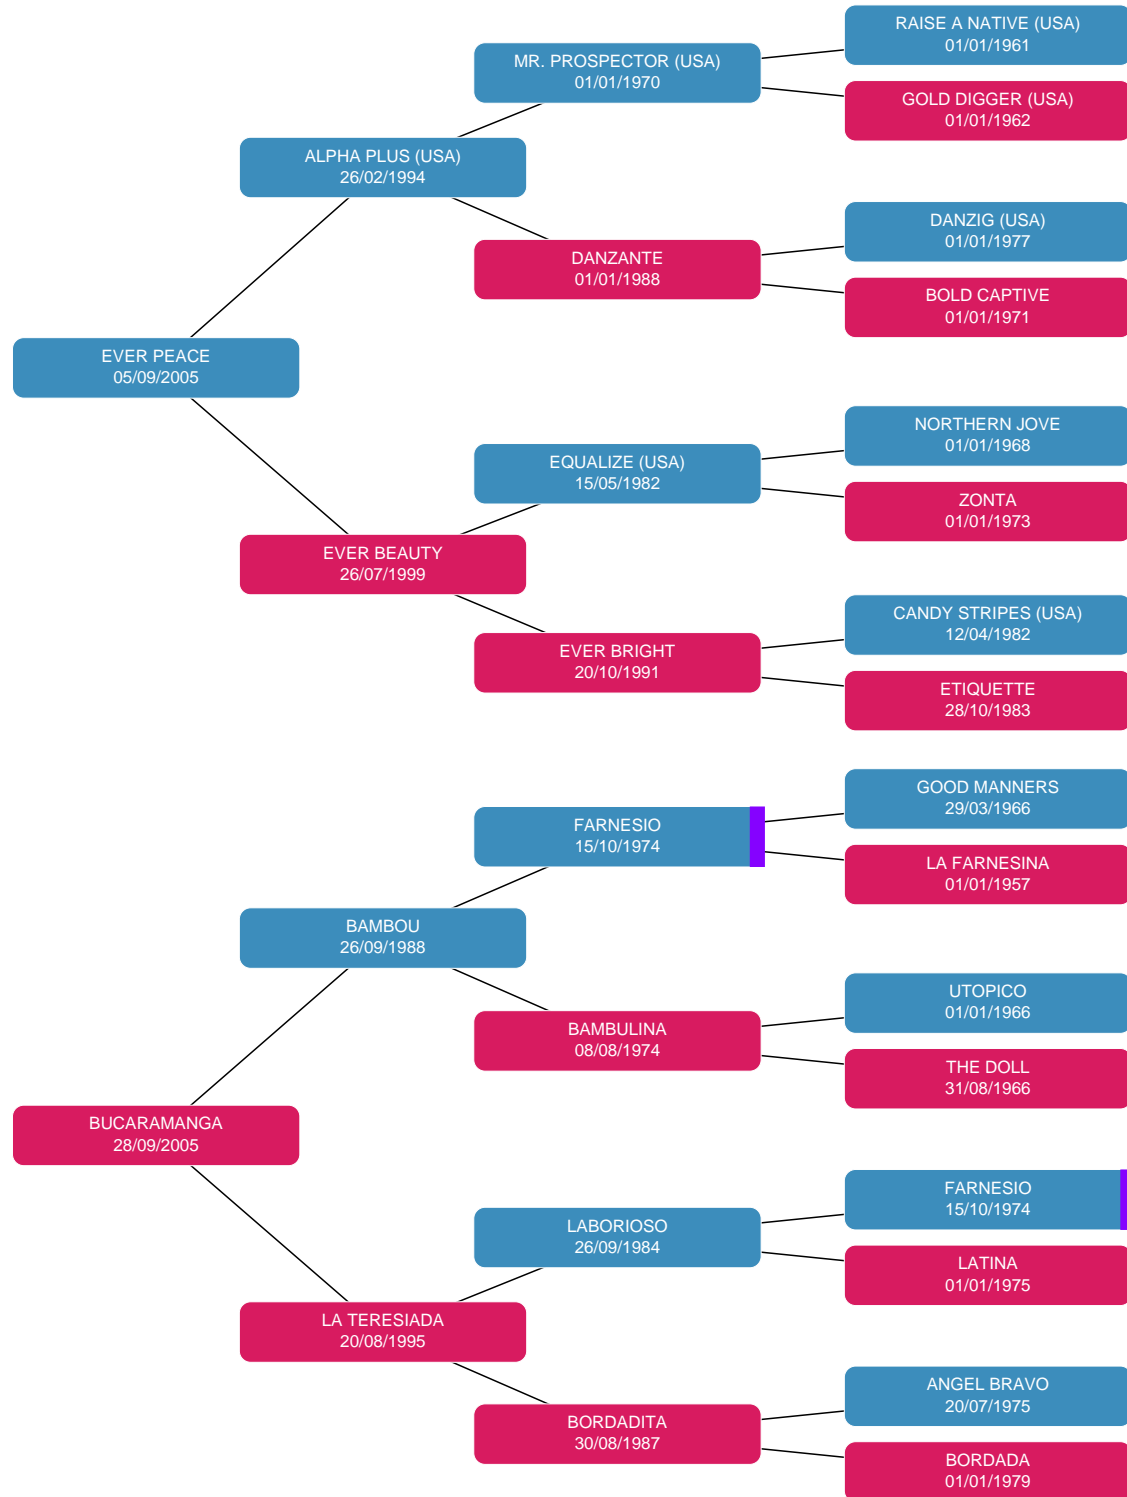 RAISE A NATIVE (USA)
01/01/1961
MR. PROSPECTOR (USA)
01/01/1970
GOLD DIGGER (USA)
01/01/1962
ALPHA PLUS (USA)
26/02/1994
DANZIG (USA)
01/01/1977
DANZANTE
01/01/1988
BOLD CAPTIVE
01/01/1971
EVER PEACE
05/09/2005
NORTHERN JOVE
01/01/1968
EQUALIZE (USA)
15/05/1982
ZONTA
01/01/1973
EVER BEAUTY
26/07/1999
CANDY STRIPES (USA)
12/04/1982
EVER BRIGHT
20/10/1991
ETIQUETTE
28/10/1983
GOOD MANNERS
29/03/1966
FARNESIO
15/10/1974
LA FARNESINA
01/01/1957
BAMBOU
26/09/1988
UTOPICO
01/01/1966
BAMBULINA
08/08/1974
THE DOLL
31/08/1966
BUCARAMANGA
28/09/2005
FARNESIO
15/10/1974
LABORIOSO
26/09/1984
LATINA
01/01/1975
LA TERESIADA
20/08/1995
ANGEL BRAVO
20/07/1975
BORDADITA
30/08/1987
BORDADA
01/01/1979